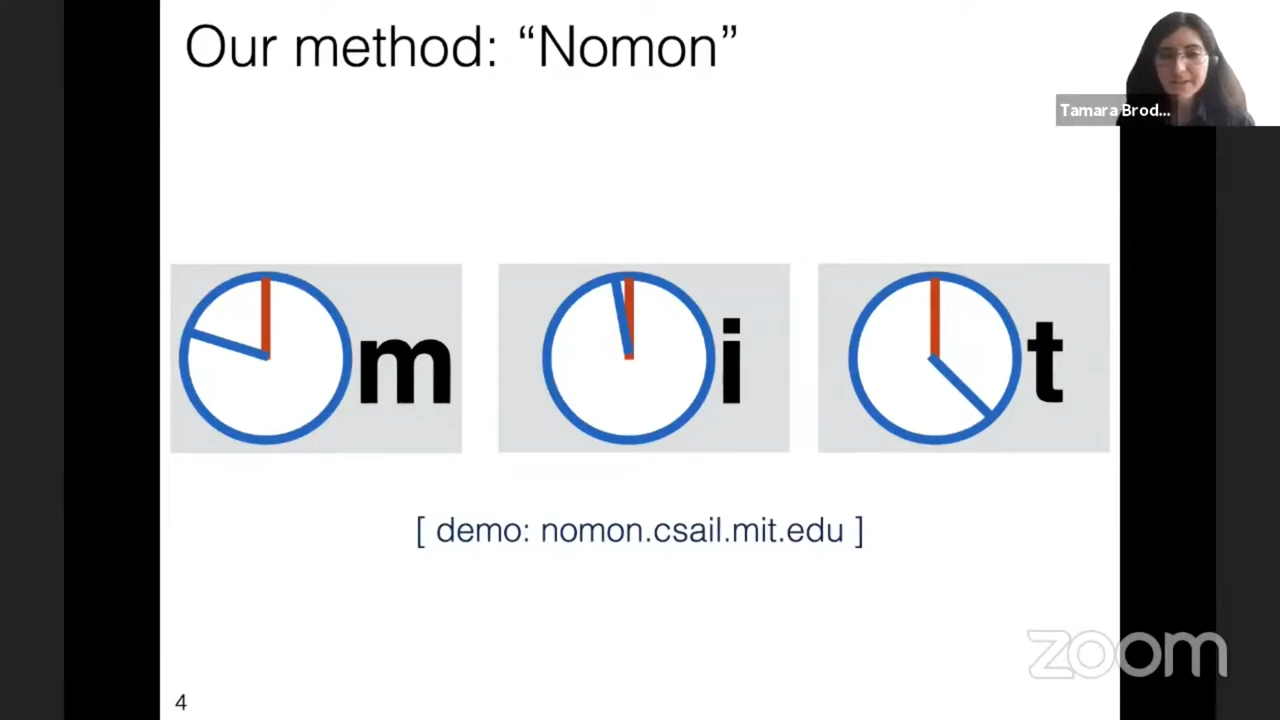 Our method: “Nomon”
Tamara Brod...
m
i
t
[ demo: nomon.csail.mit.edu ]
zoom
4